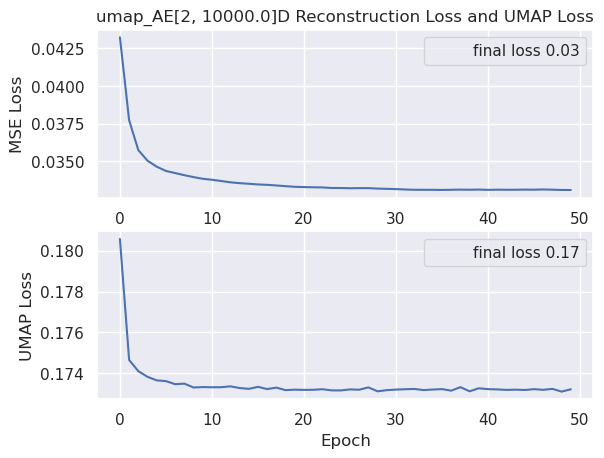 umap_AE[2, 10000.0]D Reconstruction Loss and UMAP Loss
0.0425
0.0400
0.0375
0.0350
MSE Loss
final loss 0.03
0 10 20 30 40 50
0.180
0.178
0.176
0.174
UMAP Loss
final loss 0.17
0 10 20 30 40 50
Epoch